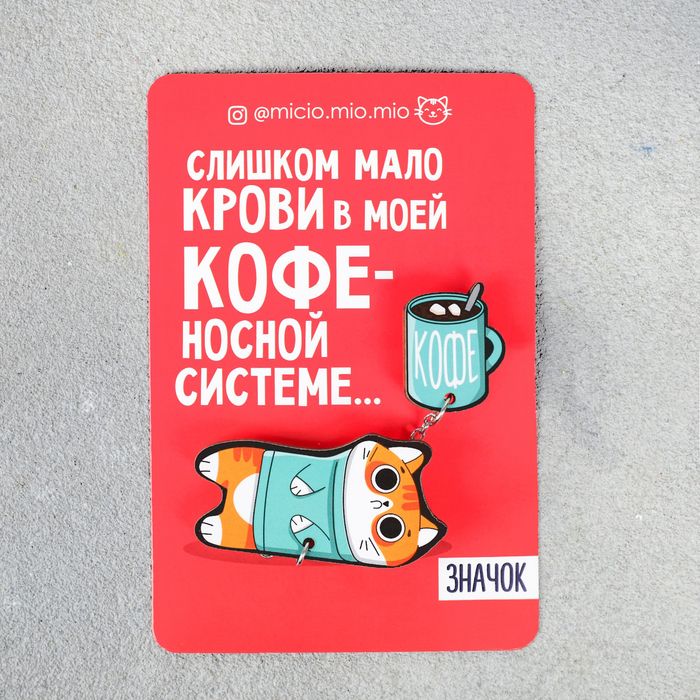 @micio.mio.mio
СЛИШКОМ МАЛО
КРОВИ В МОЕЙ
КОФЕ-
НОСНОЙ
СИСТЕМЕ...
КОФЕ
ЗНАЧОК